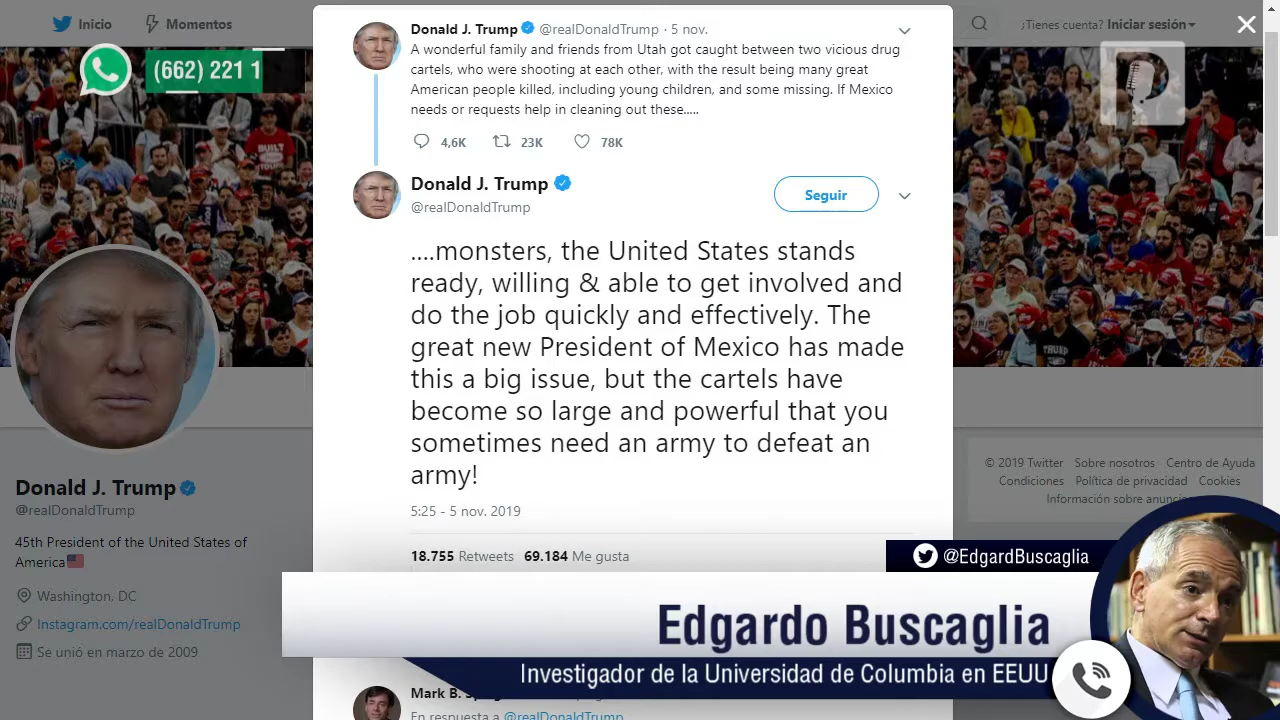 Inicio
Momentos
¿Tienes cuenta? Iniciar sesión
(662) 221 1
Donald J. Trump @realDonaldTrump · 5 nov.
A wonderful family and friends from Utah got caught between two vicious drug
cartels, who were shooting at each other, with the result being many great
American people killed, including young children, and some missing. If Mexico
needs or requests help in cleaning out these.....
4,6K 23K 78K
Donald J. Trump
@realDonaldTrump
Seguir
....monsters, the United States stands
ready, willing & able to get involved and
do the job quickly and effectively. The
great new President of Mexico has made
this a big issue, but the cartels have
become so large and powerful that you
sometimes need an army to defeat an
army!
5:25 - 5 nov. 2019
18.755 Retweets 69.184 Me gusta
Donald J. Trump
@realDonaldTrump
45th President of the United States of
America
Washington, DC
Instagram.com/realDonaldTrump
Se unió en marzo de 2009
© 2019 Twitter Sobre nosotros Centro de Ayuda
Condiciones Política de privacidad Cookies
Información sobre
BUILT
TRUMP
@EdgardBuscaglia
Edgardo Buscaglia
Investigador de la Universidad de Columbia en EEUU
Mark B.
En respuesta a @realDonaldTrump